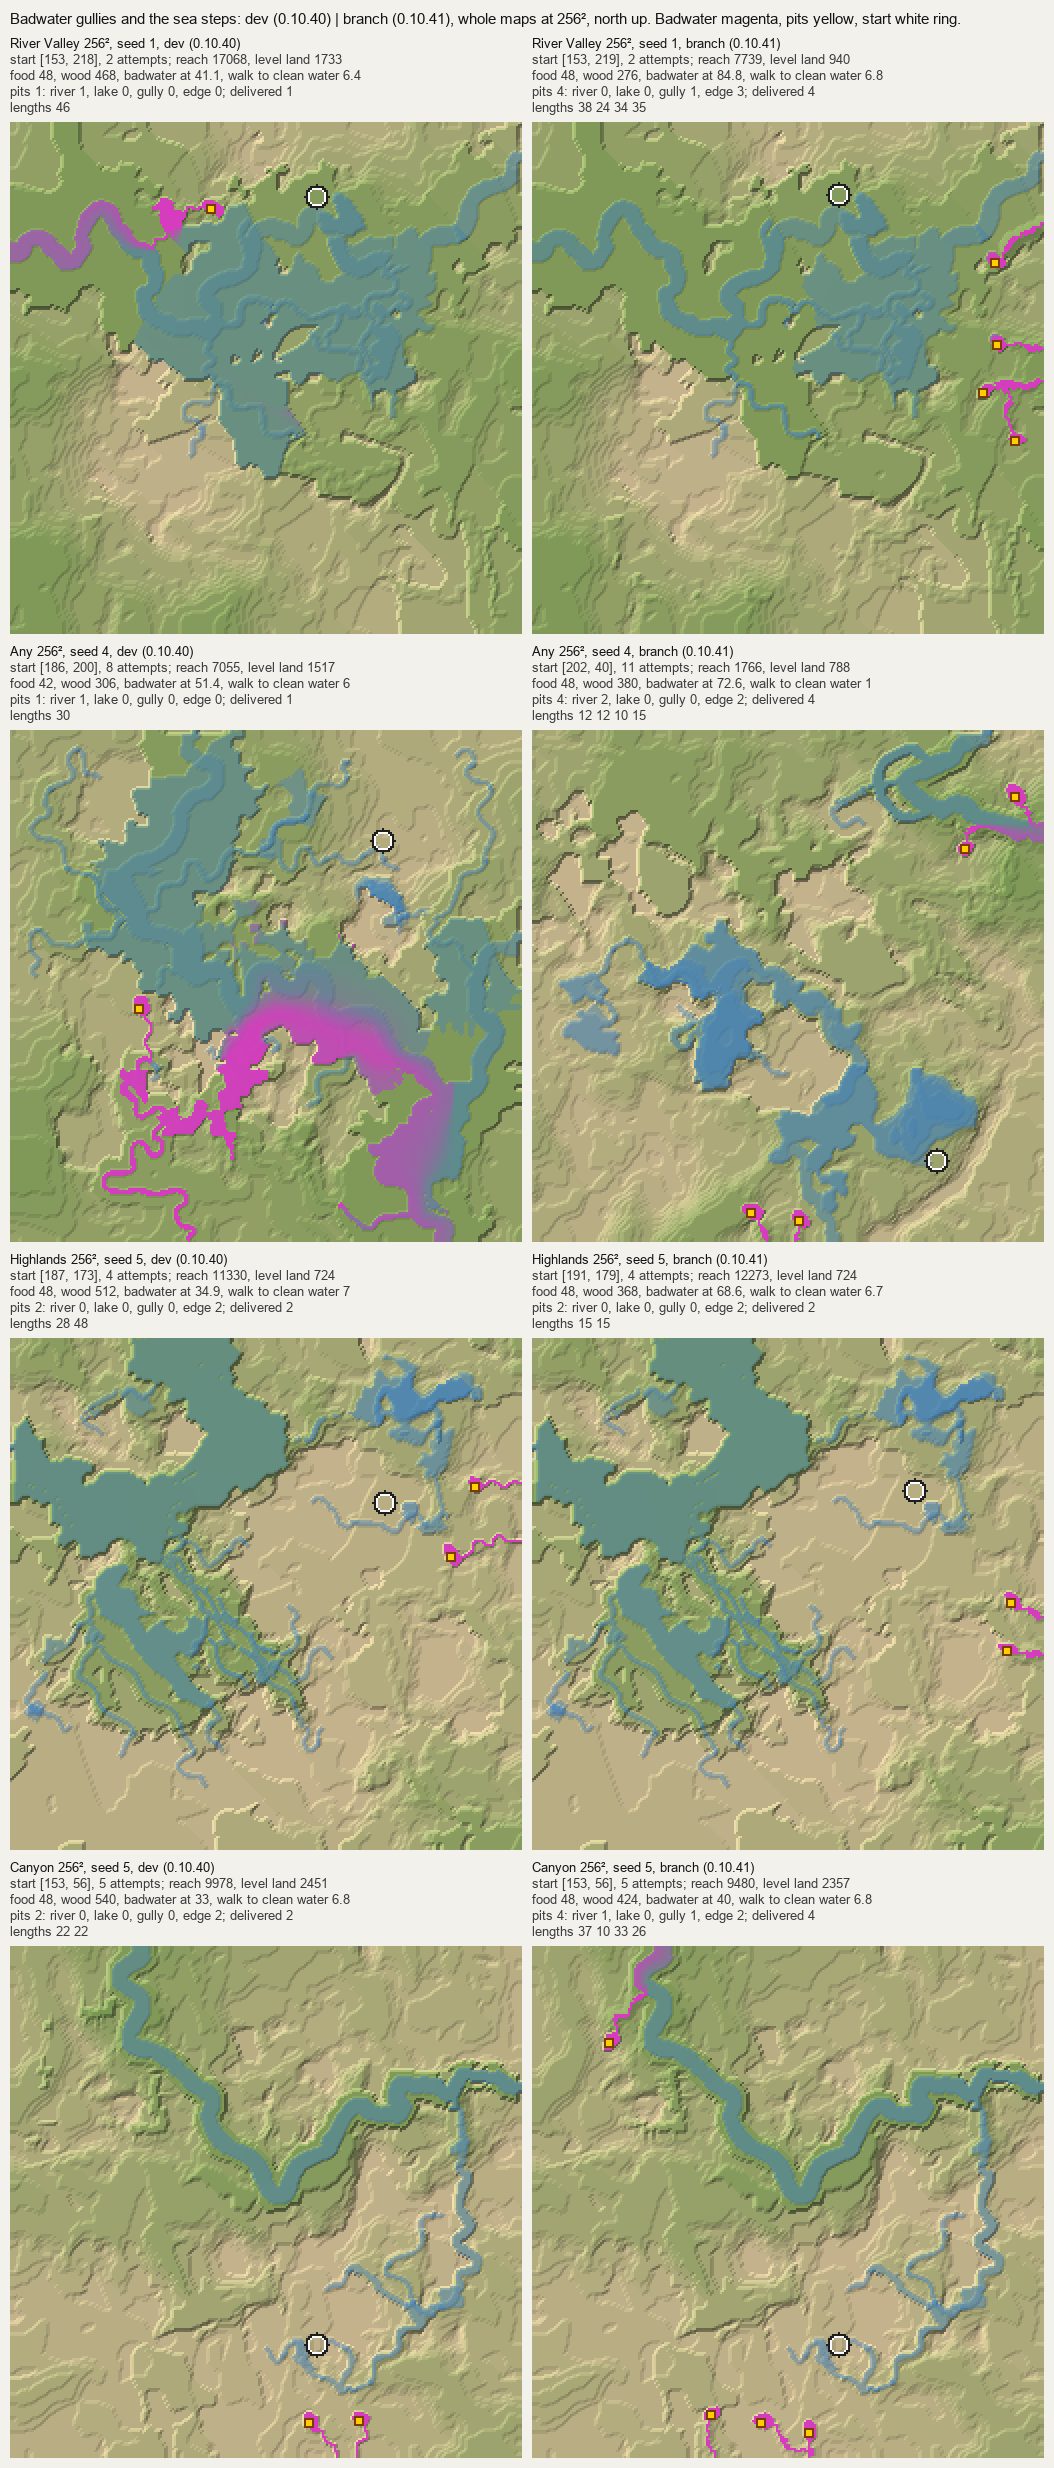 Badwater gullies and the sea steps: dev (0.10.40) | branch (0.10.41), whole maps at 256², north up. Badwater magenta, pits yellow, start white ring.
River Valley 256², seed 1, dev (0.10.40)
start [153, 218], 2 attempts; reach 17068, level land 1733
food 48, wood 468, badwater at 41.1, walk to clean water 6.4
pits 1: river 1, lake 0, gully 0, edge 0; delivered 1
lengths 46
River Valley 256², seed 1, branch (0.10.41)
start [153, 219], 2 attempts; reach 7739, level land 940
food 48, wood 276, badwater at 84.8, walk to clean water 6.8
pits 4: river 0, lake 0, gully 1, edge 3; delivered 4
lengths 38 24 34 35
Any 256², seed 4, dev (0.10.40)
start [186, 200], 8 attempts; reach 7055, level land 1517
food 42, wood 306, badwater at 51.4, walk to clean water 6
pits 1: river 1, lake 0, gully 0, edge 0; delivered 1
lengths 30
Any 256², seed 4, branch (0.10.41)
start [202, 40], 11 attempts; reach 1766, level land 788
food 48, wood 380, badwater at 72.6, walk to clean water 1
pits 4: river 2, lake 0, gully 0, edge 2; delivered 4
lengths 12 12 10 15
Highlands 256², seed 5, dev (0.10.40)
start [187, 173], 4 attempts; reach 11330, level land 724
food 48, wood 512, badwater at 34.9, walk to clean water 7
pits 2: river 0, lake 0, gully 0, edge 2; delivered 2
lengths 28 48
Highlands 256², seed 5, branch (0.10.41)
start [191, 179], 4 attempts; reach 12273, level land 724
food 48, wood 368, badwater at 68.6, walk to clean water 6.7
pits 2: river 0, lake 0, gully 0, edge 2; delivered 2
lengths 15 15
Canyon 256², seed 5, dev (0.10.40)
start [153, 56], 5 attempts; reach 9978, level land 2451
food 48, wood 540, badwater at 33, walk to clean water 6.8
pits 2: river 0, lake 0, gully 0, edge 2; delivered 2
lengths 22 22
Canyon 256², seed 5, branch (0.10.41)
start [153, 56], 5 attempts; reach 9480, level land 2357
food 48, wood 424, badwater at 40, walk to clean water 6.8
pits 4: river 1, lake 0, gully 1, edge 2; delivered 4
lengths 37 10 33 26